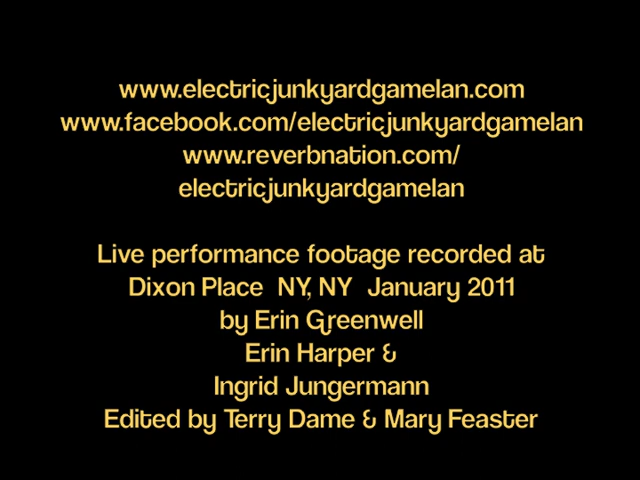 www.electricjunkyardgamelan.com
www.facebook.com/electricjunkyardgamelan
www.reverbnation.com/
electricjunkyardgamelan
Live performance footage recorded at
Dixon Place NY, NY January 2011
by Erin Greenwell
Erin Harper &
Ingrid Jungermann
Edited by Terry Dame & Mary Feaster